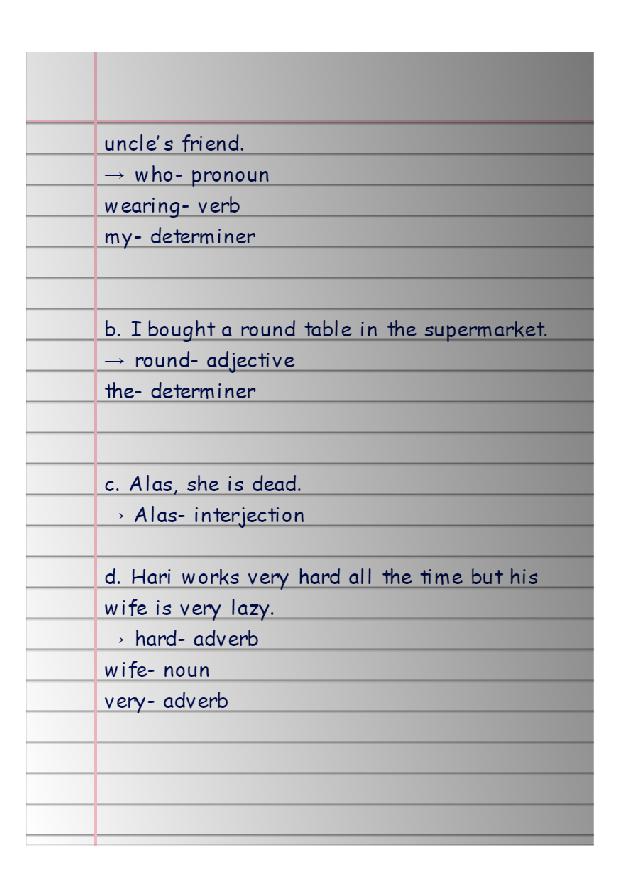 uncle's friend.
→ who- pronoun
wearing- verb
my- determiner
b. I bought a round table in the supermarket.
→ round- adjective
the- determiner
c. Alas, she is dead.
→ Alas- interjection
d. Hari works very hard all the time but his
wife is very lazy.
→ hard- adverb
wife- noun
very- adverb